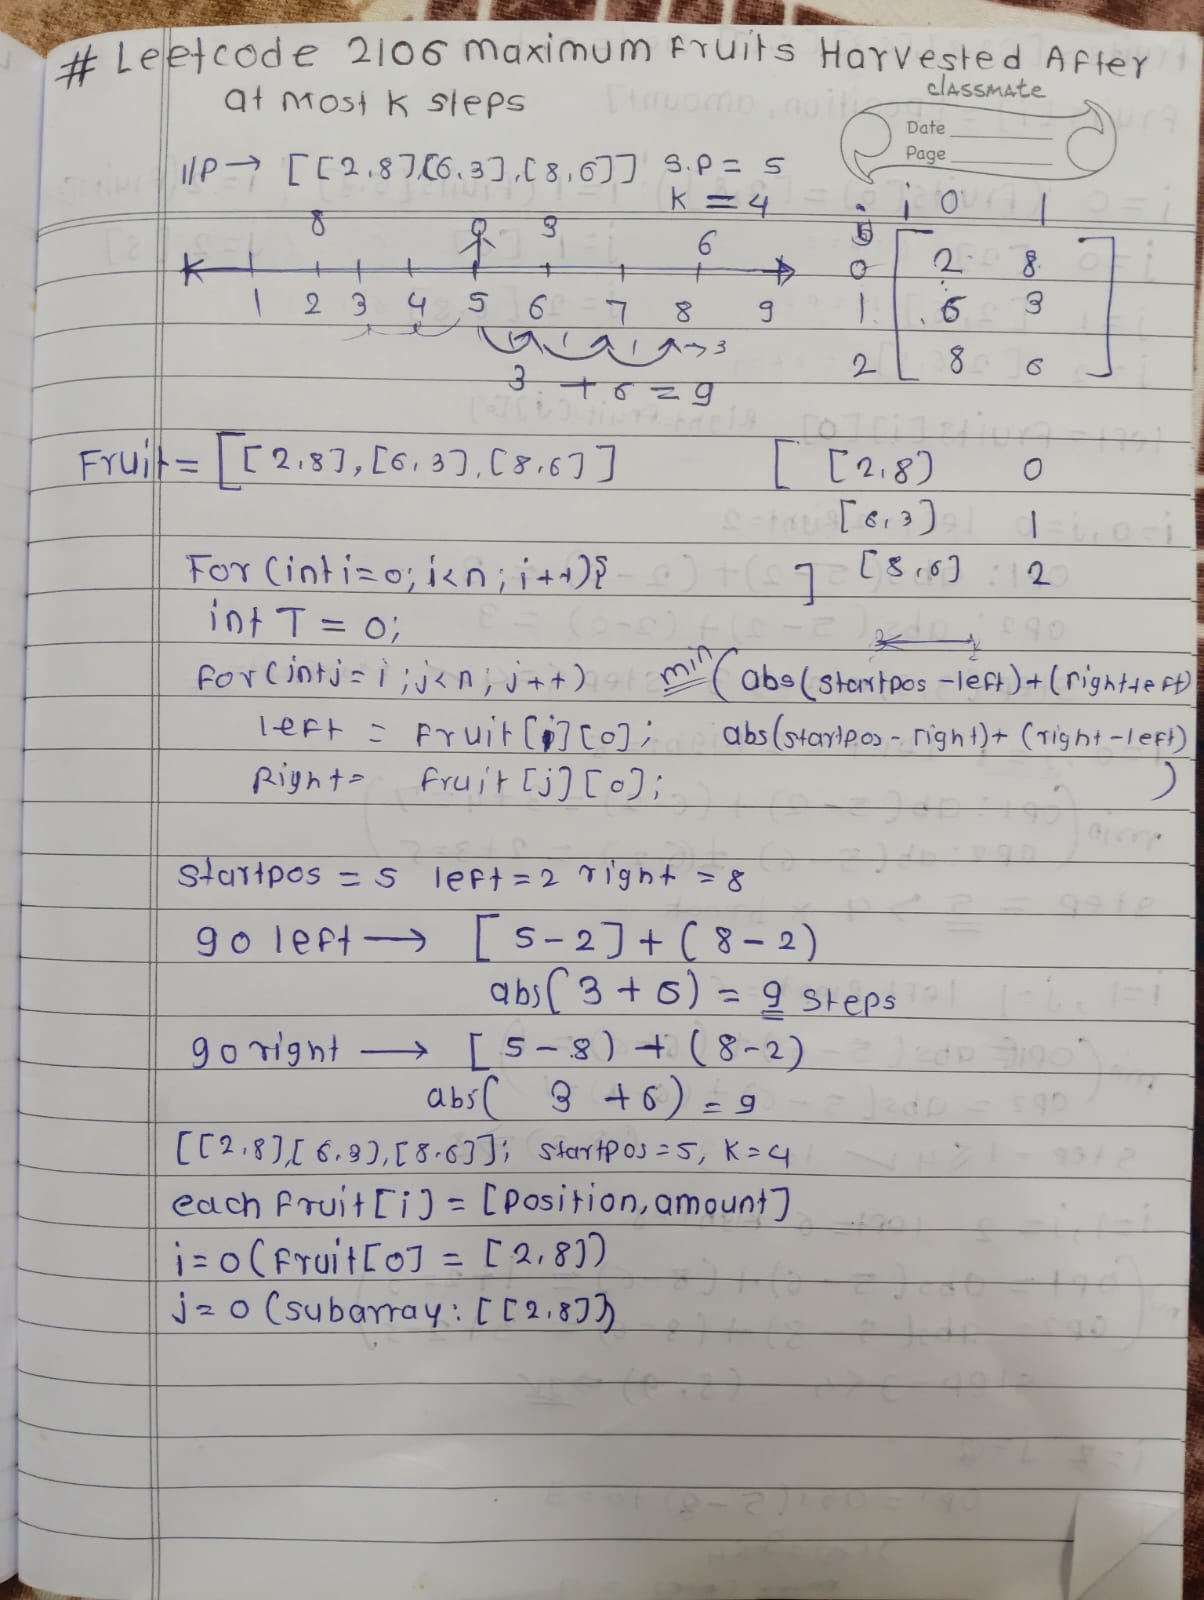 # Leetcode 2106 maximum Fruits Harvested After
at most k steps
classmate
Date
Page
I/P → [[2,8],[6,3],[8,6]] S.P = 5
K = 4
i 0 1
8 3 6
0 2 8
1 2 3 4 5 6 7 8 9
1 6 3
→ 3
2 8 6
3 + 6 = 9
Fruit = [[2,8],[6,3],[8,6]]
[ [2,8) 0
[6,3] 1
For (int i=0; i<n; i++){
] [8,6] 2
int T = 0;
for(int j=i; j<n; j++)
min (abs(startpos -left)+(right-left)
left = Fruit[i][0];
abs(startpos - right)+ (right-left)
Right= fruit[j][0];
)
startpos = 5 left=2 right = 8
go left → [5-2]+(8-2)
abs(3+6) = 9 steps
go right → [5-8)+(8-2)
abs( 3 +6) = 9
[[2,8],[6,3),[8,6]]; startpos=5, K=4
each fruit[i] = [position, amount]
i=0 (fruit[0] = [2,8])
j=0 (subarray: [[2,8]])